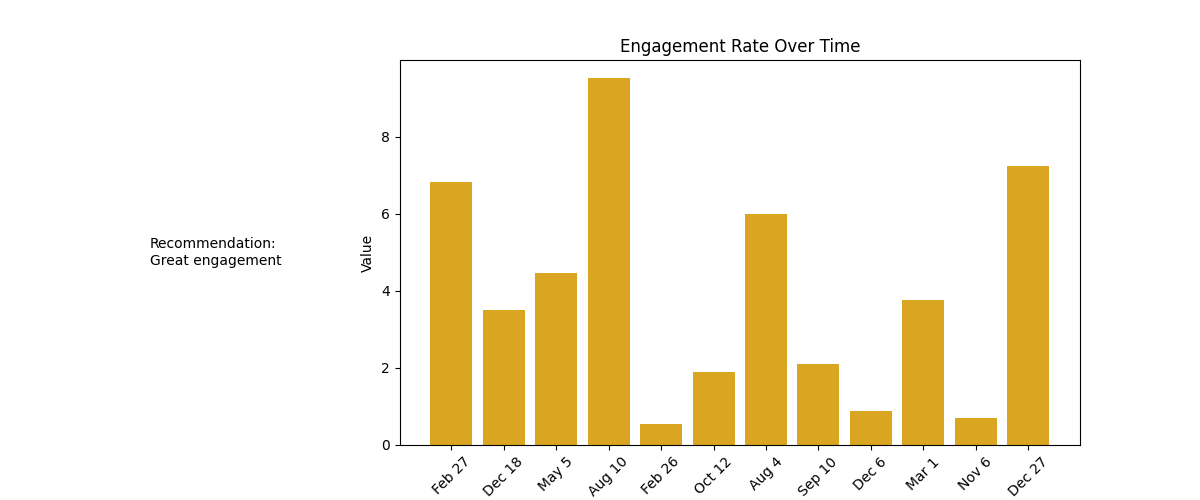 Engagement Rate Over Time
Recommendation:
Great engagement
Value
8
6
4
2
0
Feb 27
Dec 18
May 5
Aug 10
Feb 26
Oct 12
Aug 4
Sep 10
Dec 6
Mar 1
Nov 6
Dec 27